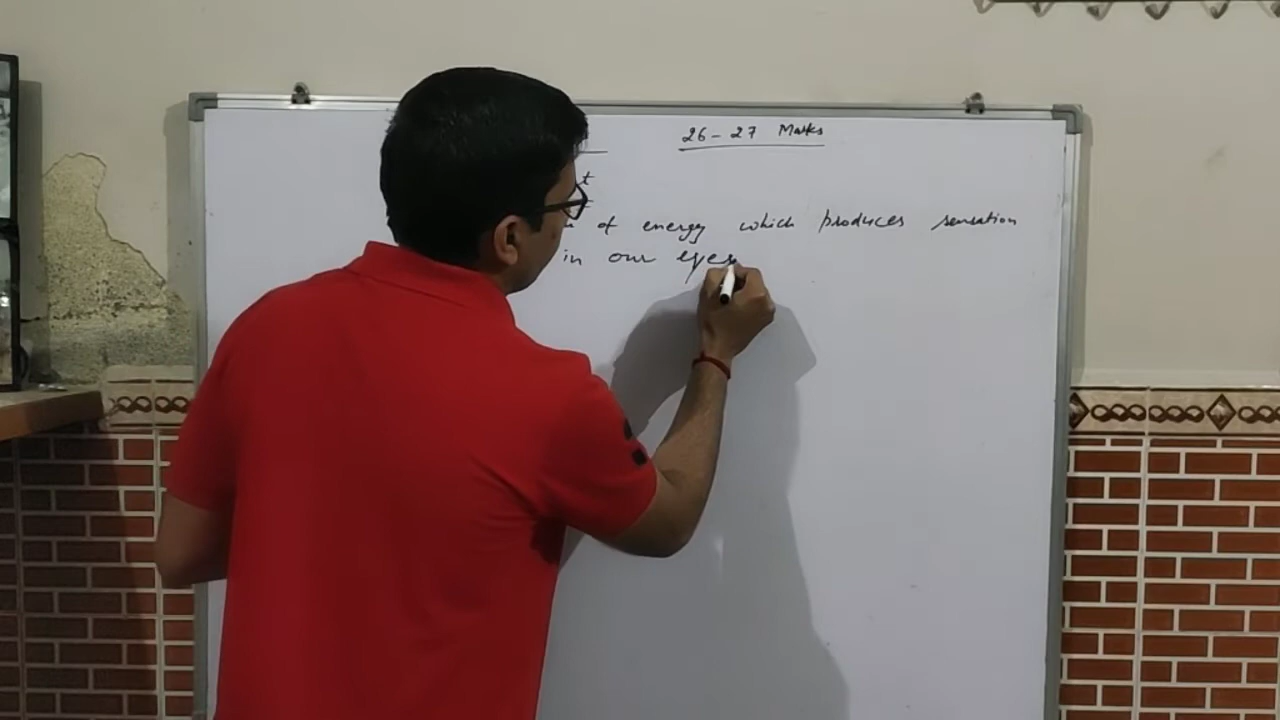 26 - 27 Marks
of energy which produces sensation
in our eyes